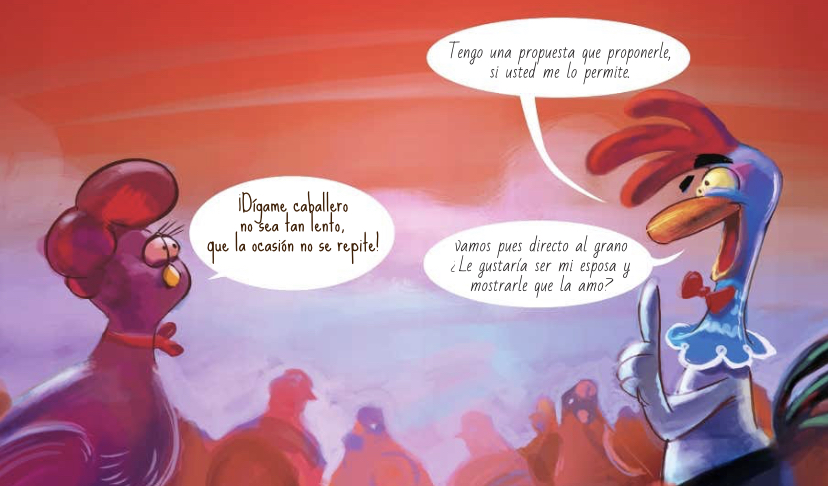 Tengo una propuesta que proponerle,
si usted me lo permite.
¡Dígame caballero
no sea tan lento,
que la ocasión no se repite!
vamos pues directo al grano
¿Le gustaría ser mi esposa y
mostrarle que la amo?